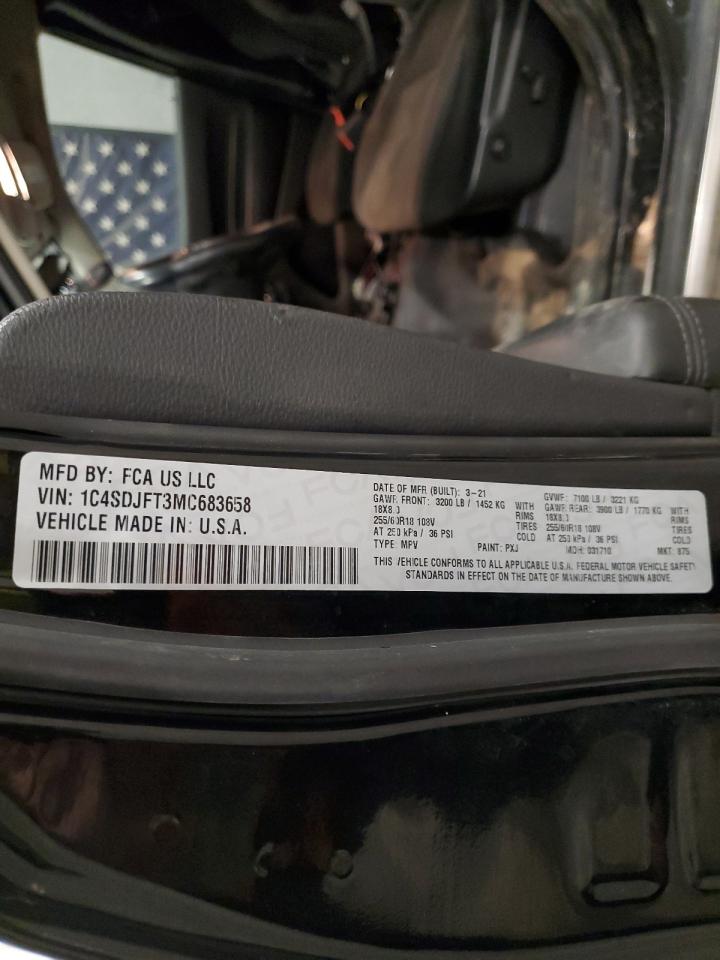 MFD BY: FCA US LLC
VIN: 1C4SDJFT3MC683658
VEHICLE MADE IN: U.S.A.
DATE OF MFR (BUILT): 3-21
GAWR FRONT: 3200 LB / 1452 KG WITH
18X8.0 RIMS
255/60R18 108V TIRES
AT 250 kPa / 36 PSI COLD
TYPE: MPV PAINT: PXJ
GVWR: 7100 LB / 3221 KG
GAWR REAR: 3900 LB / 1770 KG WITH
18X8.0 RIMS
255/60R18 108V TIRES
AT 250 kPa / 36 PSI COLD
MDH: 031710 MKT: 875
THIS VEHICLE CONFORMS TO ALL APPLICABLE U.S.A. FEDERAL MOTOR VEHICLE SAFETY
STANDARDS IN EFFECT ON THE DATE OF MANUFACTURE SHOWN ABOVE.